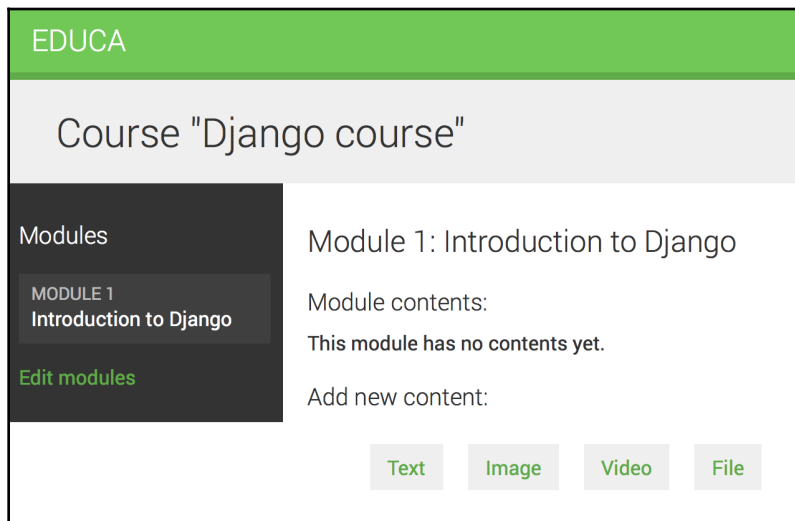 EDUCA
Course "Django course"
Modules
MODULE 1
Introduction to Django
Edit modules
Module 1: Introduction to Django
Module contents:
This module has no contents yet.
Add new content:
Text Image Video File